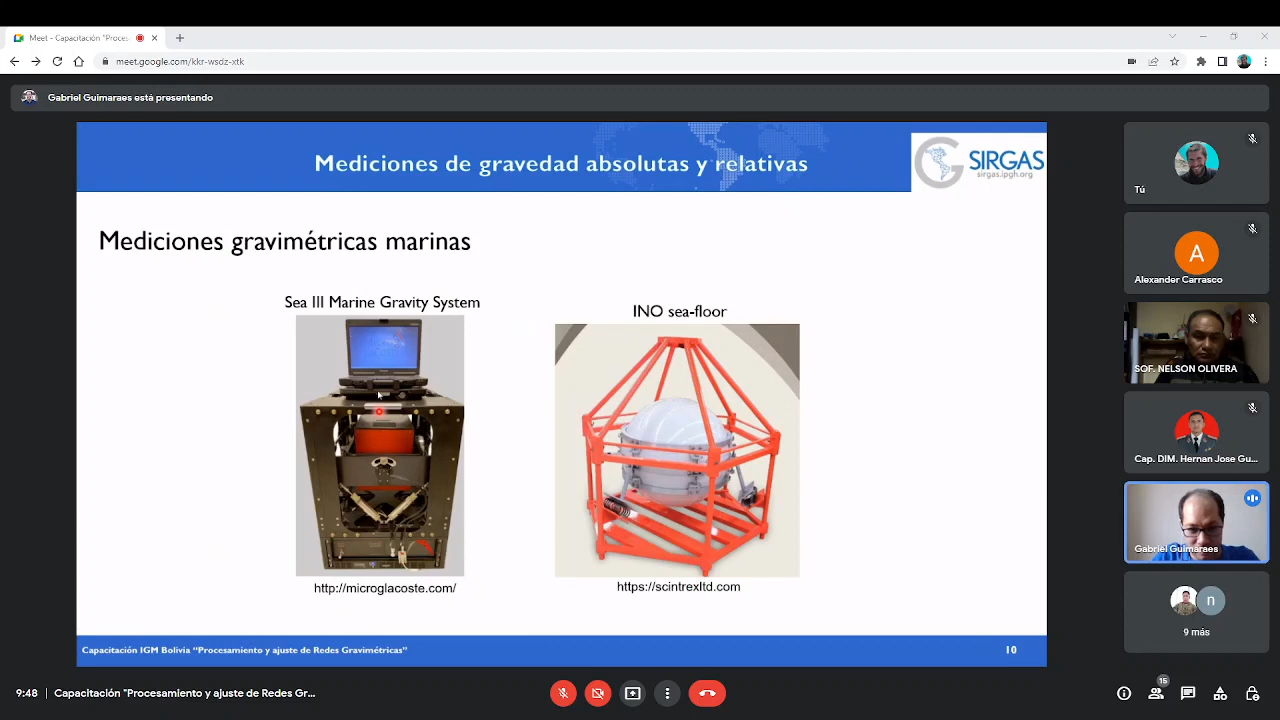 Meet - Capacitación "Proces
meet.google.com/kkr-wsdz-xtk
Gabriel Guimaraes está presentando
Mediciones de gravedad absolutas y relativas
SIRGAS
sirgas.ipgh.org
Mediciones gravimétricas marinas
Sea III Marine Gravity System
INO sea-floor
http://microglacoste.com/
https://scintrexltd.com
Capacitación IGM Bolivia "Procesamiento y ajuste de Redes Gravimétricas"
10
Tú
A
Alexander Carrasco
SOF. NELSON OLIVERA
Cap. DIM. Hernan Jose Gu...
Gabriel Guimaraes
n
9 más
9:48
Capacitación "Procesamiento y ajuste de Redes Gr...
15